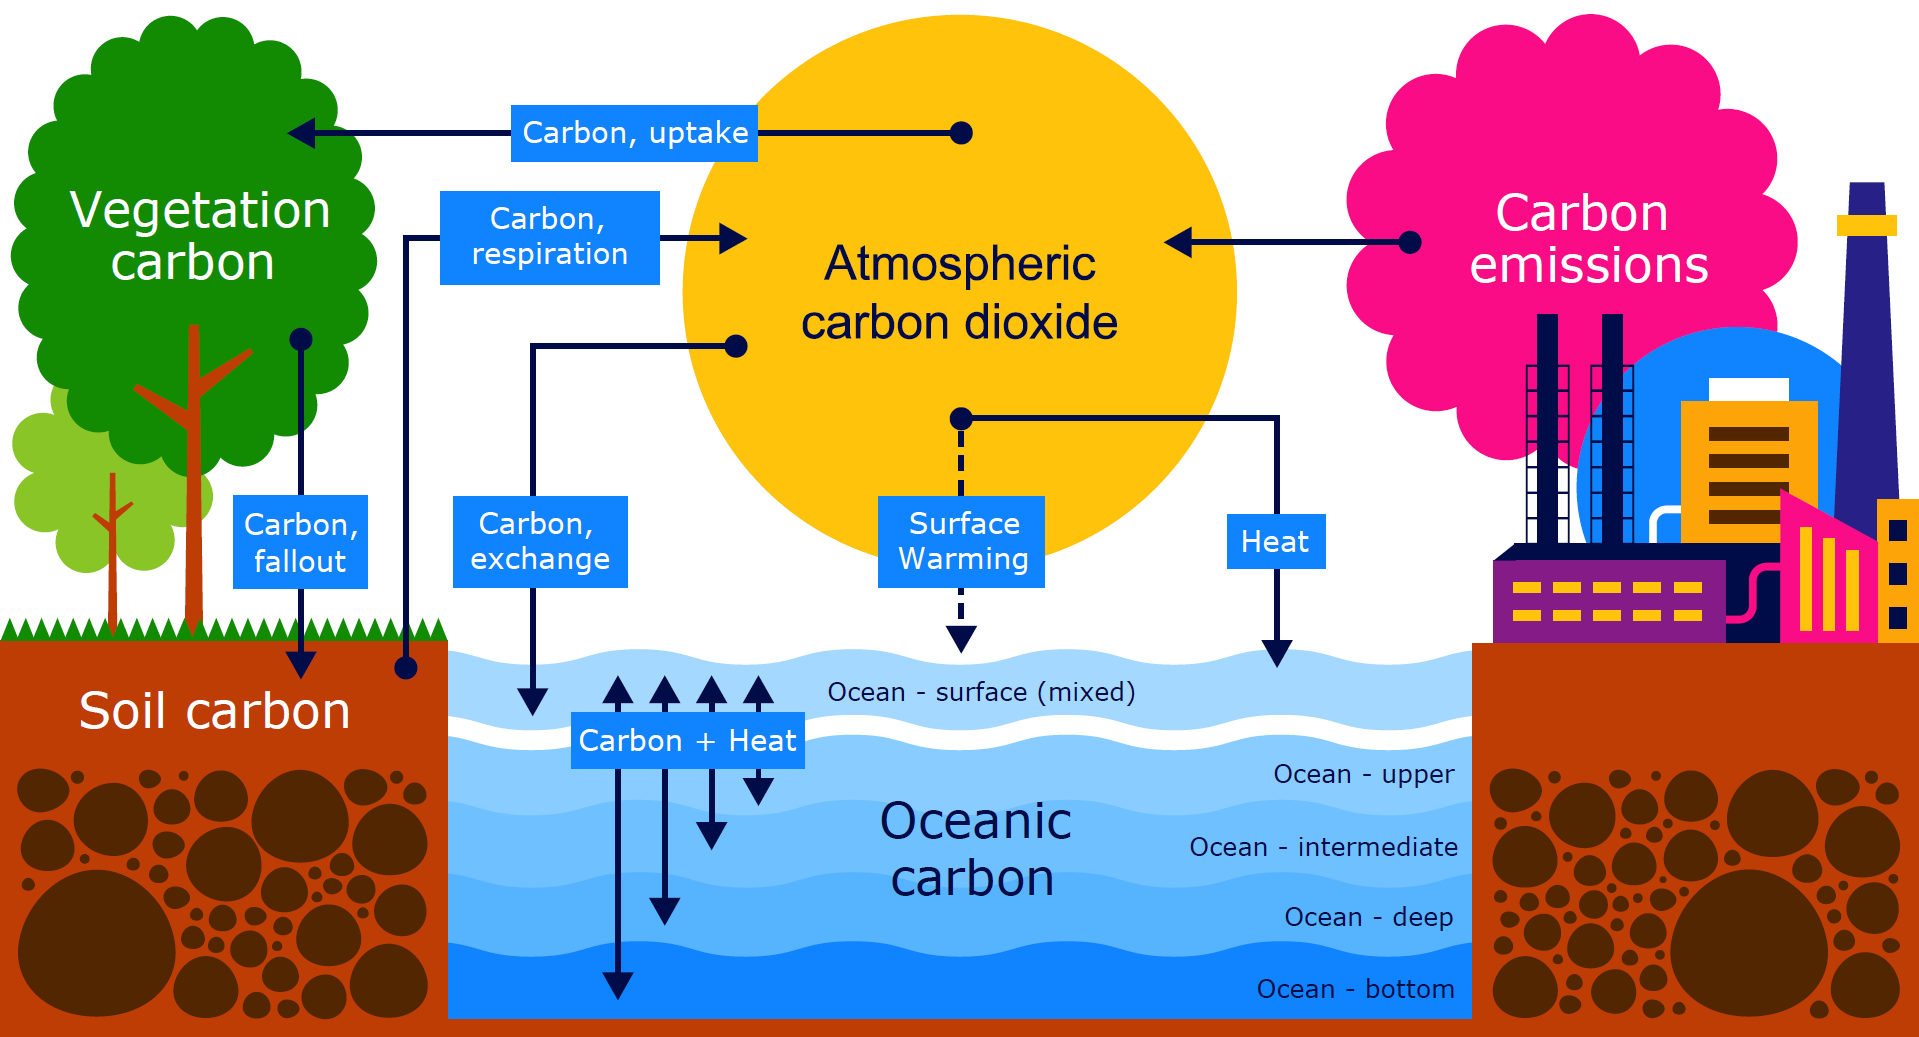 Carbon, uptake
Vegetation
carbon
Carbon,
respiration
Atmospheric
carbon dioxide
Carbon
emissions
Carbon,
fallout
Carbon,
exchange
Surface
Warming
Heat
Soil carbon
Ocean - surface (mixed)
Carbon + Heat
Ocean - upper
Oceanic
carbon
Ocean - intermediate
Ocean - deep
Ocean - bottom